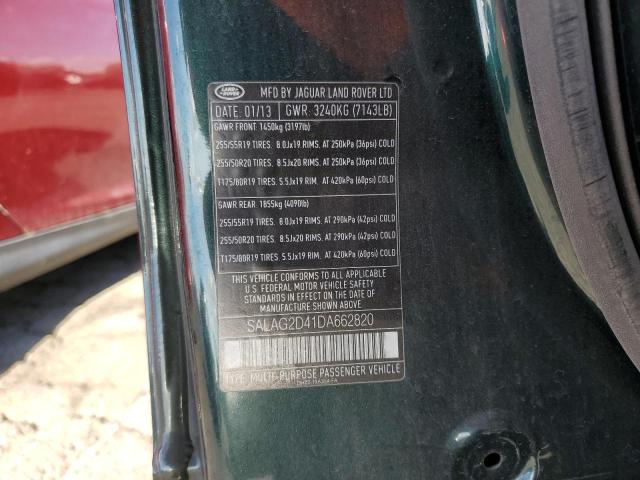 LAND ROVER
MFD BY JAGUAR LAND ROVER LTD
DATE: 01/13 GWR: 3240KG (7143LB)
GAWR FRONT 1450kg (3197lb)
255/55R19 TIRES. 8.0Jx19 RIMS, AT 250kPa (36psi) COLD
255/50R20 TIRES. 8.5Jx20 RIMS, AT 250kPa (36psi) COLD
T175/80R19 TIRES. 5.5Jx19 RIM, AT 420kPa (60psi) COLD
GAWR REAR 1855kg (4090lb)
255/55R19 TIRES. 8.0Jx19 RIMS, AT 290kPa (42psi) COLD
255/50R20 TIRES. 8.5Jx20 RIMS, AT 290kPa (42psi) COLD
T175/80R19 TIRES. 5.5Jx19 RIM, AT 420kPa (60psi) COLD
THIS VEHICLE CONFORMS TO ALL APPLICABLE
U.S. FEDERAL MOTOR VEHICLE SAFETY
STANDARDS IN EFFECT ON THE DATE OF
MANUFACTURE SHOWN ABOVE
SALAG2D41DA662820
TYPE: MULTI-PURPOSE PASSENGER VEHICLE